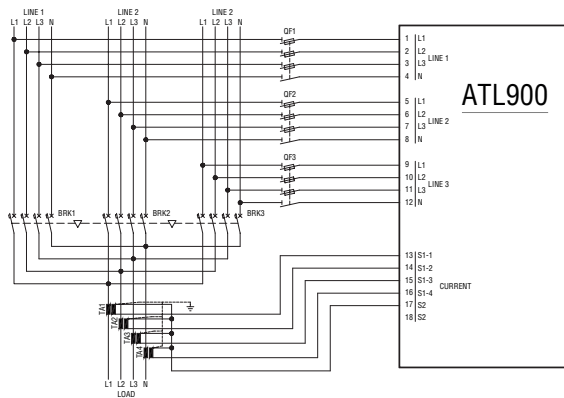 LINE 1 LINE 2 LINE 2
L1 L2 L3 N L1 L2 L3 N L1 L2 L3 N
QF1
1 L1
2 L2
3 L3
4 N
LINE 1
ATL900
QF2
5 L1
6 L2
7 L3
8 N
LINE 2
QF3
9 L1
10 L2
11 L3
12 N
LINE 3
BRK1 BRK2 BRK3
13 S1-1
14 S1-2
15 S1-3
16 S1-4
17 S2
18 S2
CURRENT
TA1
TA2
TA3
TA4
L1 L2 L3 N
LOAD